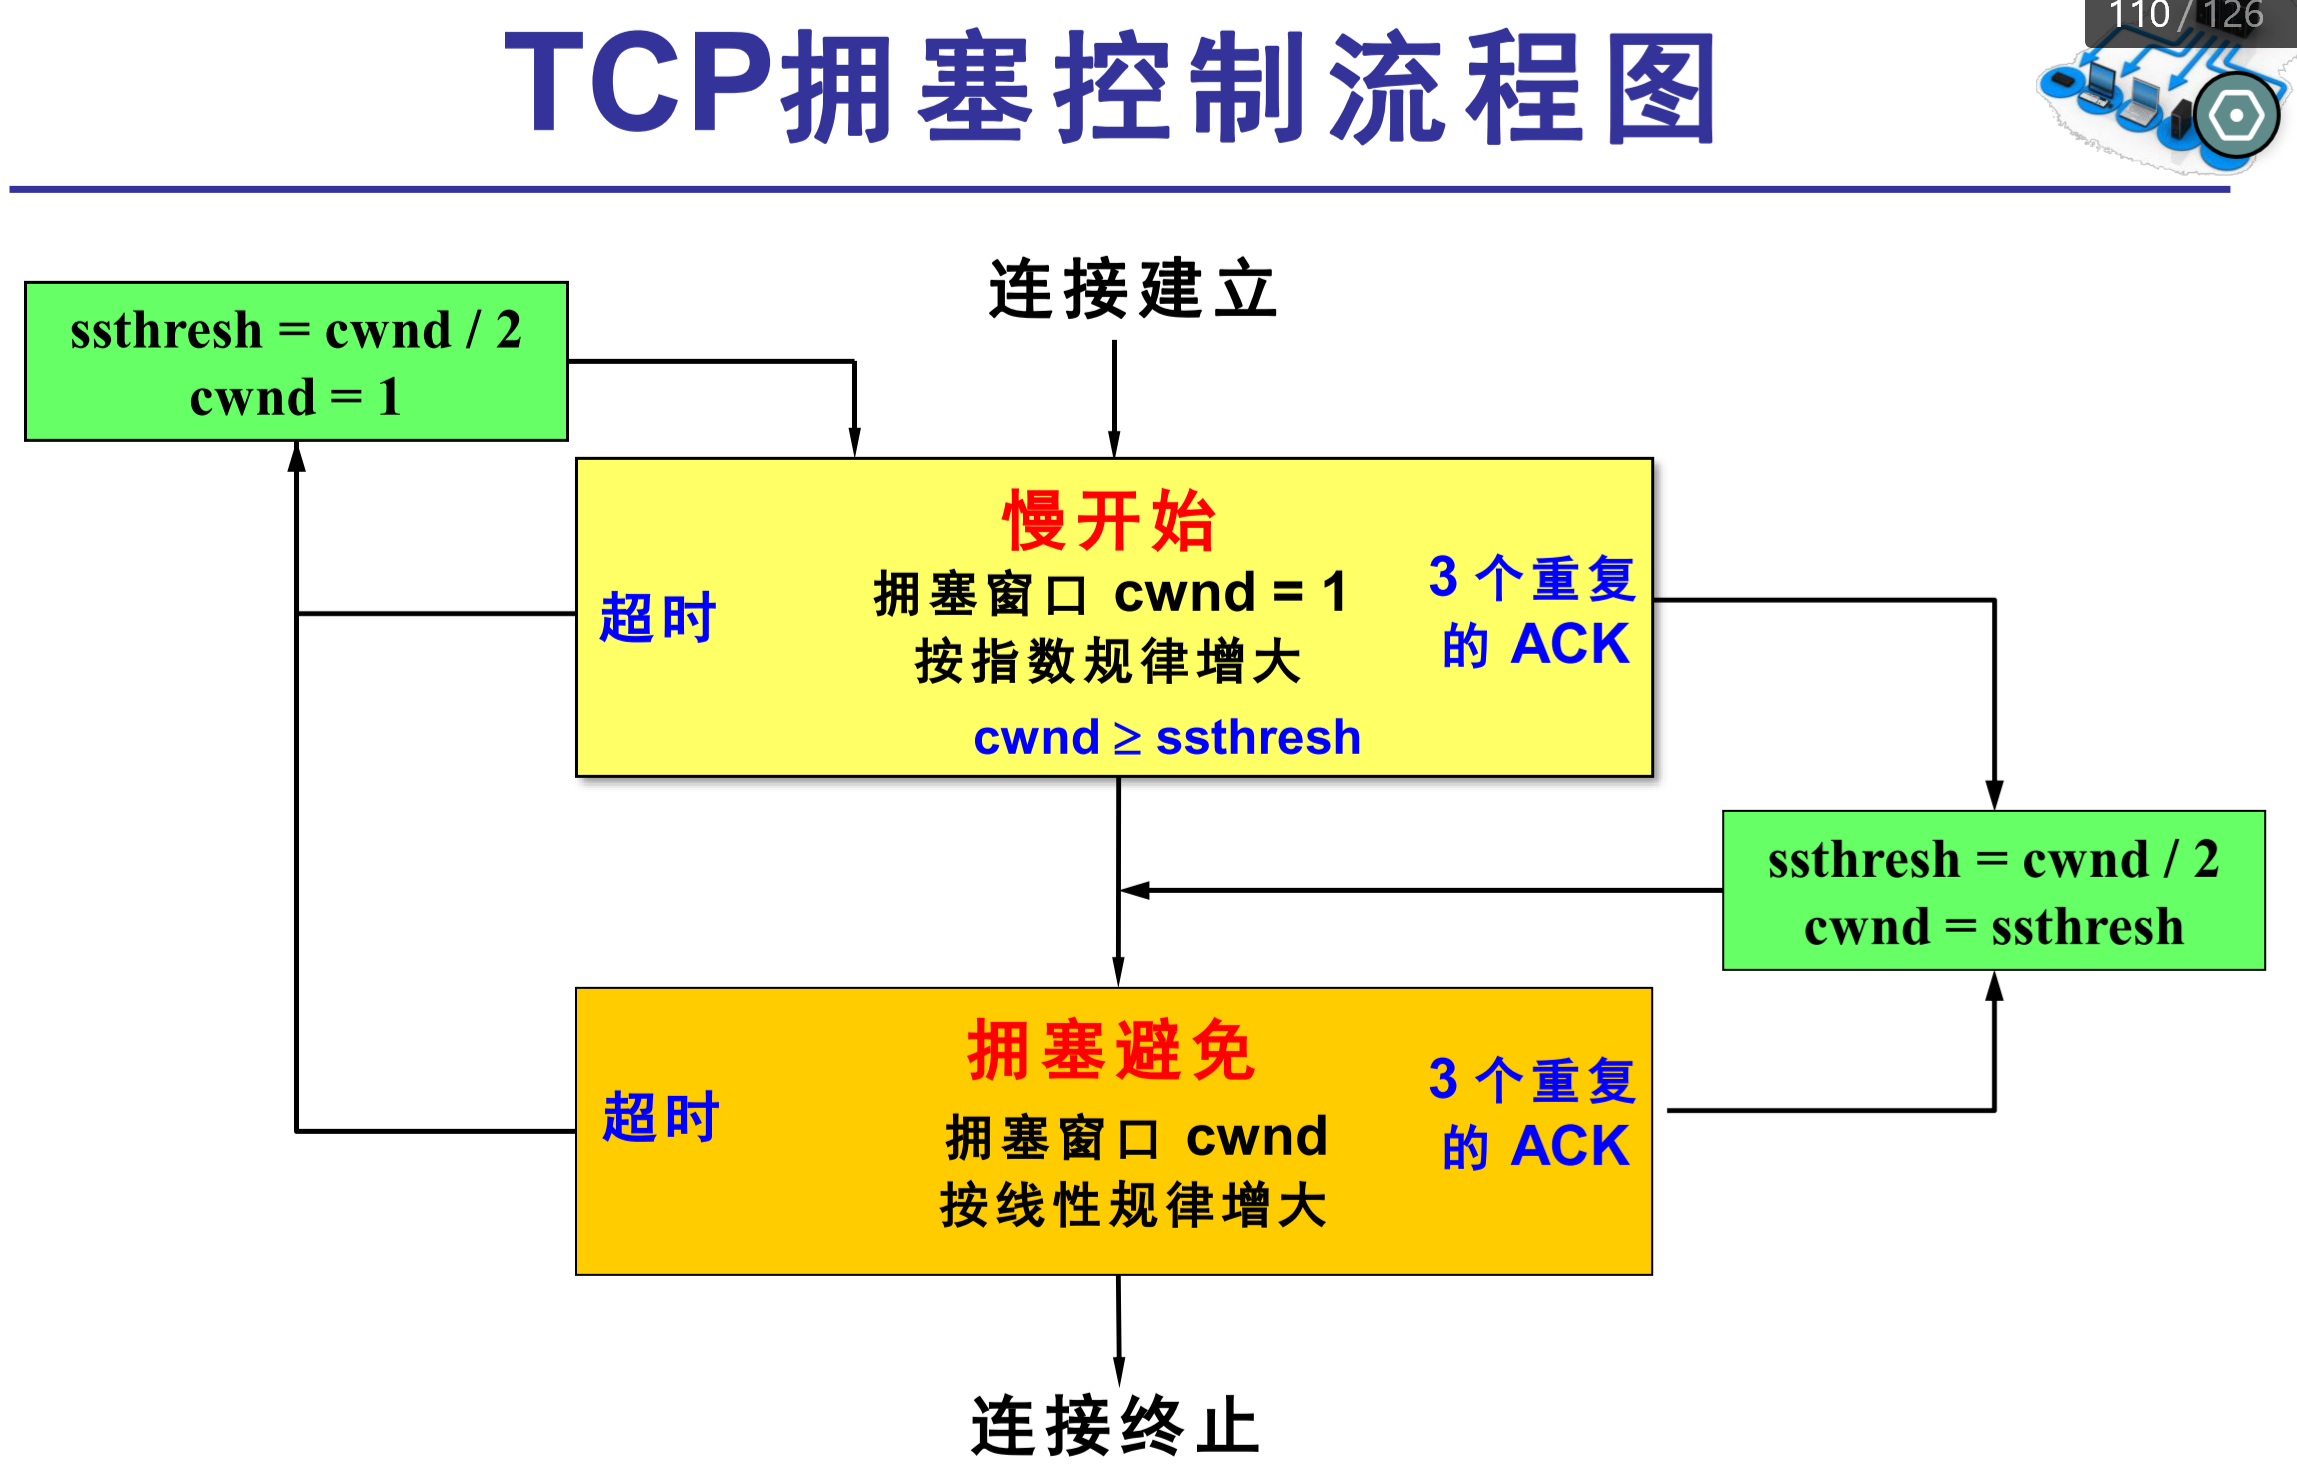 110 / 126
TCP拥塞控制流程图
连接建立
ssthresh = cwnd / 2
cwnd = 1
慢开始
拥塞窗口 cwnd = 1
按指数规律增大
cwnd ≥ ssthresh
超时
3 个重复
的 ACK
ssthresh = cwnd / 2
cwnd = ssthresh
拥塞避免
拥塞窗口 cwnd
按线性规律增大
超时
3 个重复
的 ACK
连接终止